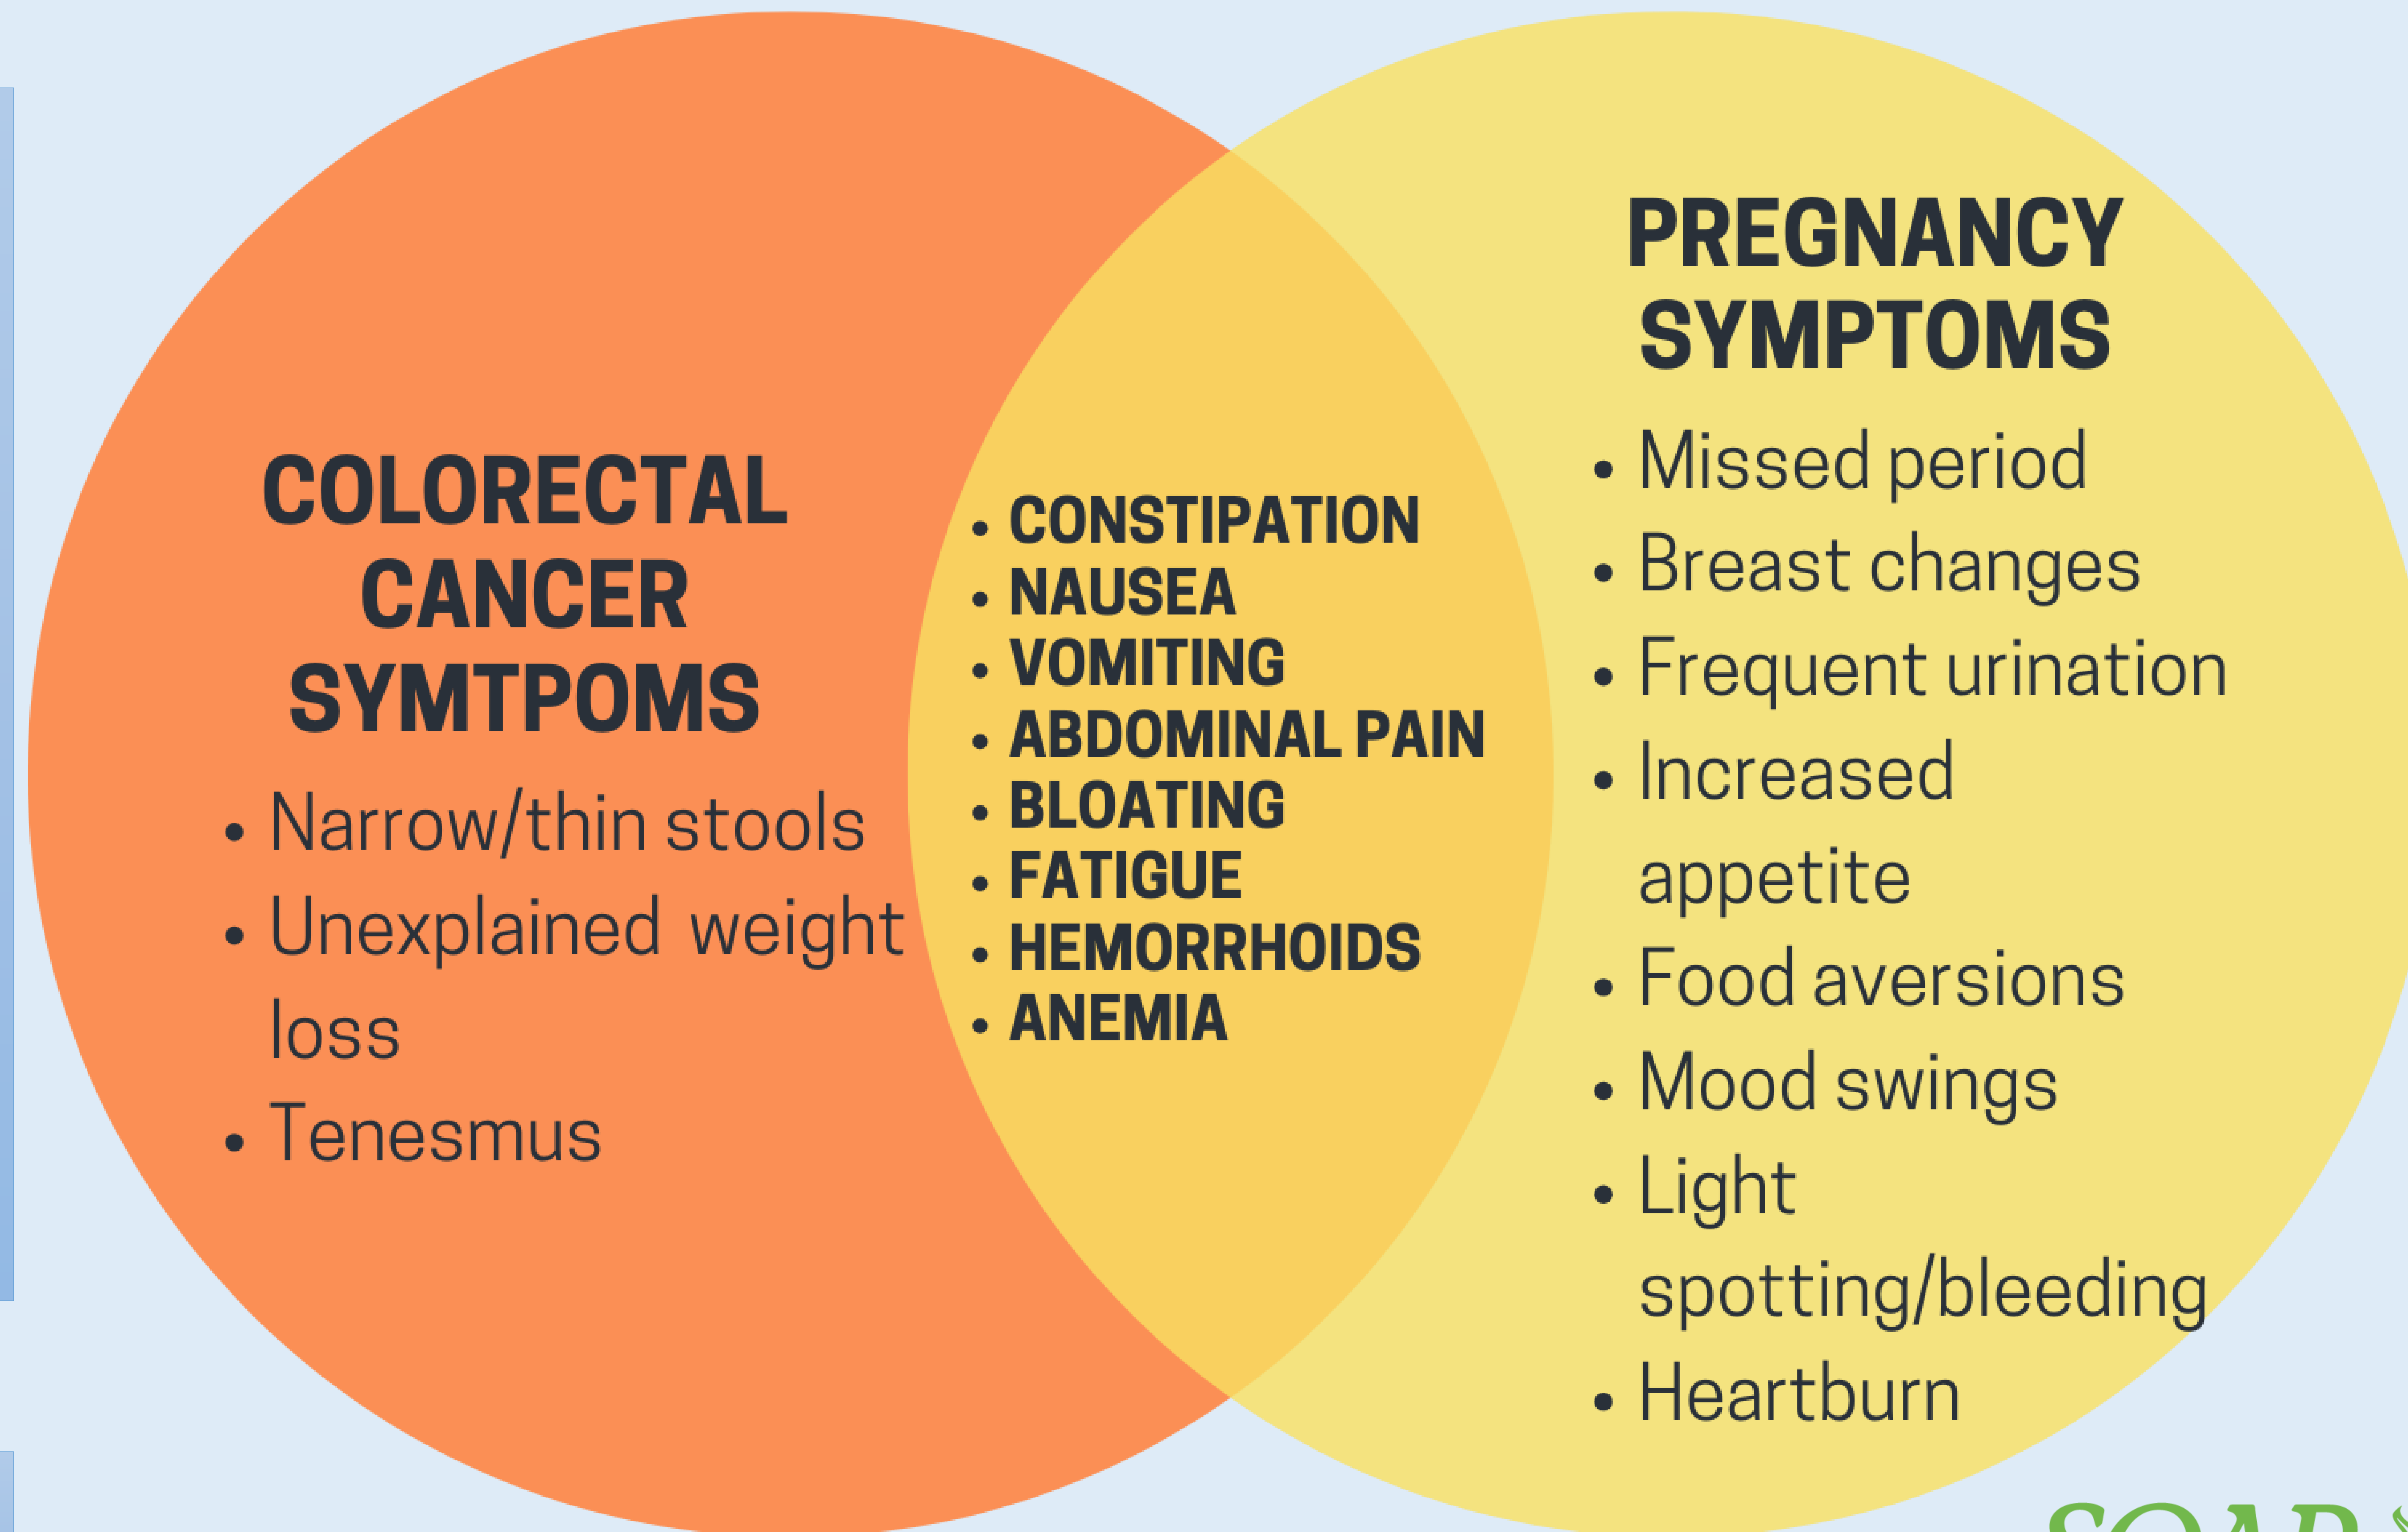 COLORECTAL
CANCER
SYMTPOMS
• Narrow/thin stools
• Unexplained weight
loss
• Tenesmus
• CONSTIPATION
• NAUSEA
• VOMITING
• ABDOMINAL PAIN
• BLOATING
• FATIGUE
• HEMORRHOIDS
• ANEMIA
PREGNANCY
SYMPTOMS
• Missed period
• Breast changes
• Frequent urination
• Increased
appetite
• Food aversions
• Mood swings
• Light
spotting/bleeding
• Heartburn